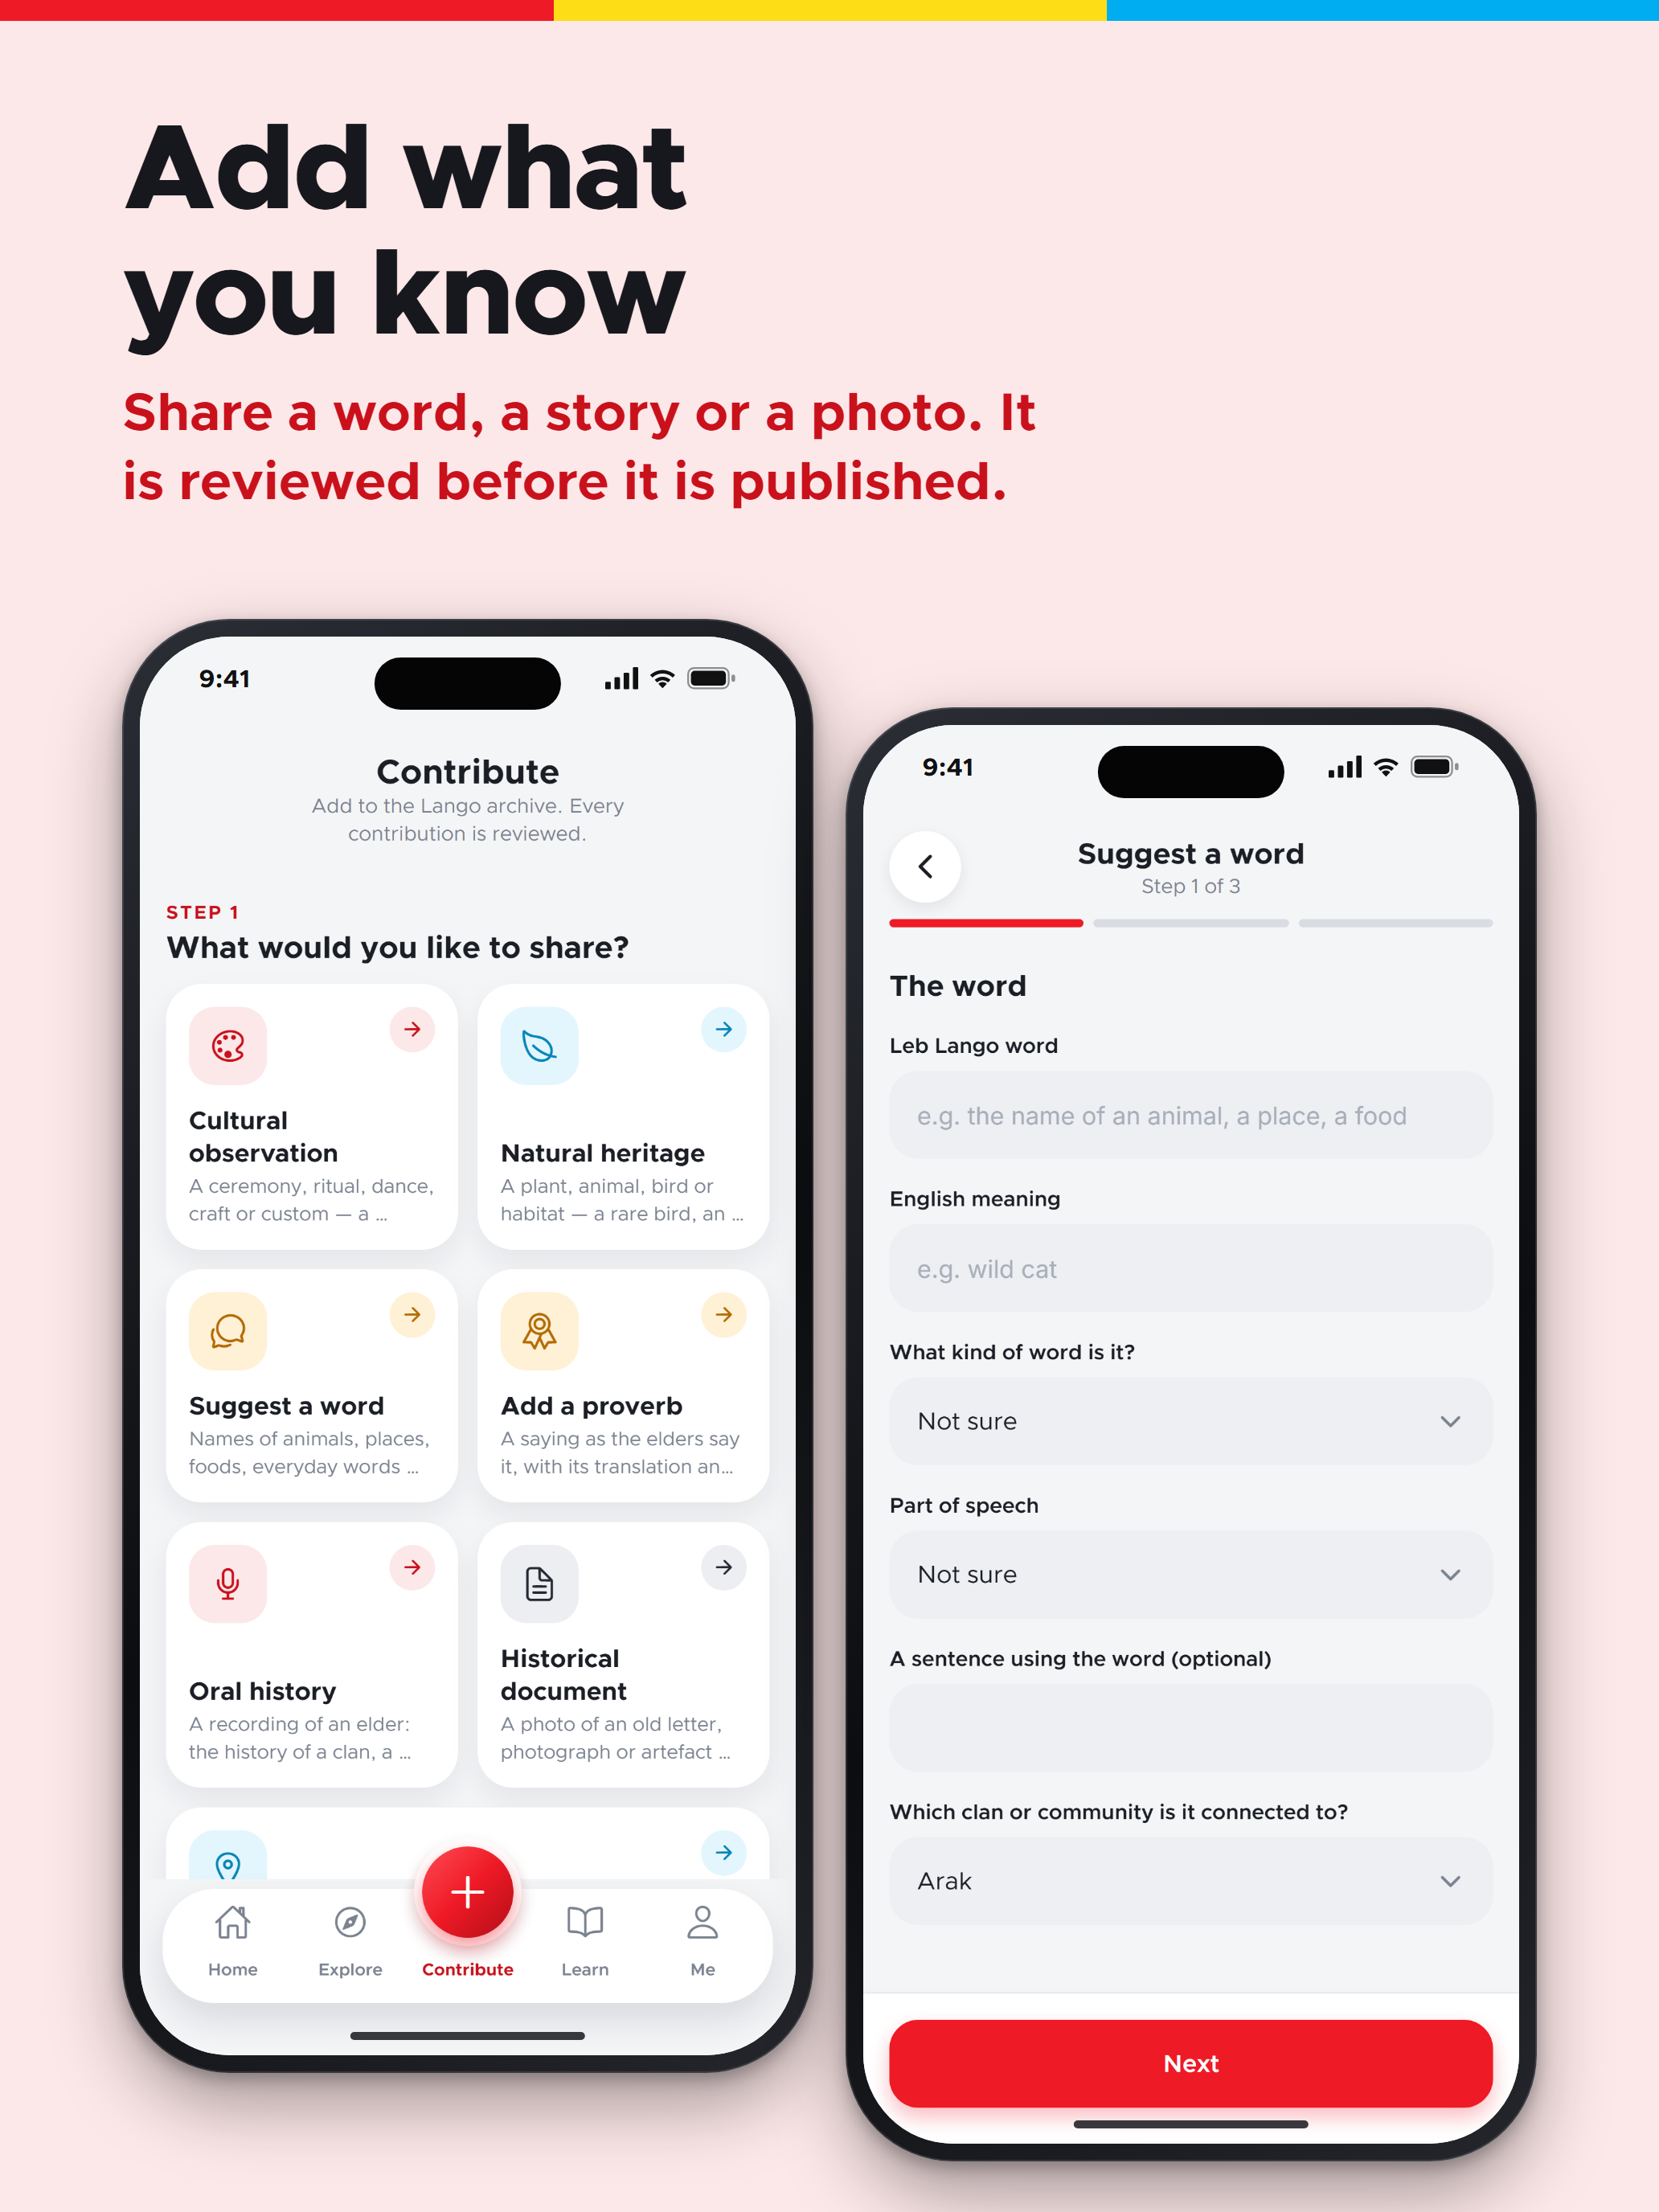 Add what
you know
Share a word, a story or a photo. It
is reviewed before it is published.
9:41
Contribute
Add to the Lango archive. Every
contribution is reviewed.
STEP 1
What would you like to share?
Cultural
observation
A ceremony, ritual, dance,
craft or custom — a ...
Natural heritage
A plant, animal, bird or
habitat — a rare bird, an ...
Suggest a word
Names of animals, places,
foods, everyday words ...
Add a proverb
A saying as the elders say
it, with its translation an...
Oral history
A recording of an elder:
the history of a clan, a ...
Historical
document
A photo of an old letter,
photograph or artefact ...
Home
Explore
Contribute
Learn
Me
9:41
Suggest a word
Step 1 of 3
The word
Leb Lango word
e.g. the name of an animal, a place, a food
English meaning
e.g. wild cat
What kind of word is it?
Not sure
Part of speech
Not sure
A sentence using the word (optional)
Which clan or community is it connected to?
Arak
Next